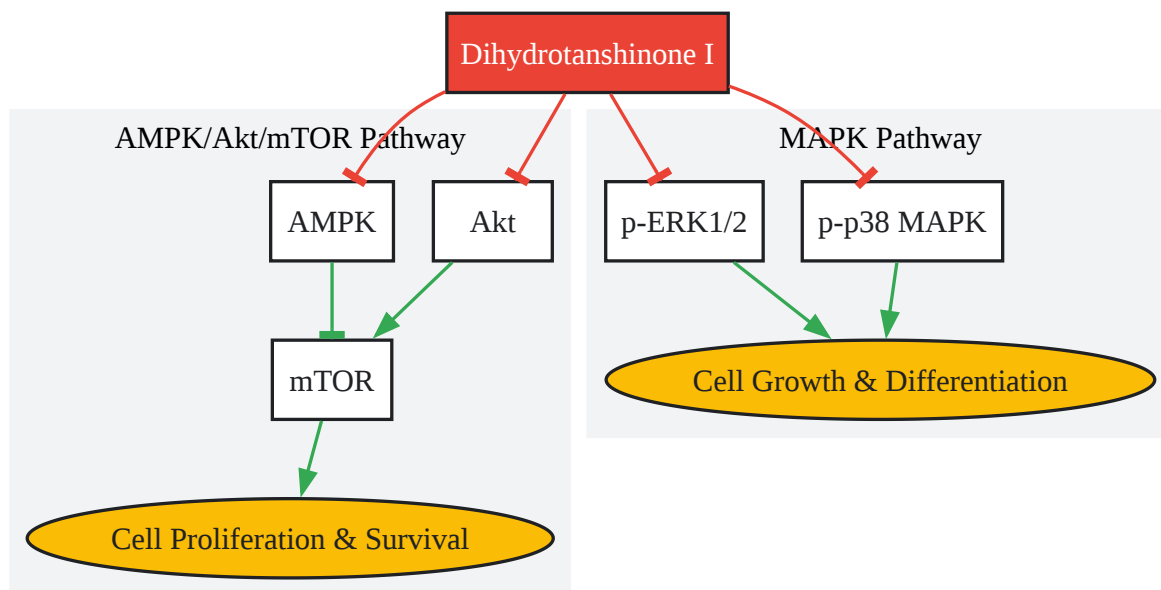 Dihydrotanshinone I
AMPK/Akt/mTOR Pathway
MAPK Pathway
AMPK
Akt
p-ERK1/2
p-p38 MAPK
mTOR
Cell Growth & Differentiation
Cell Proliferation & Survival